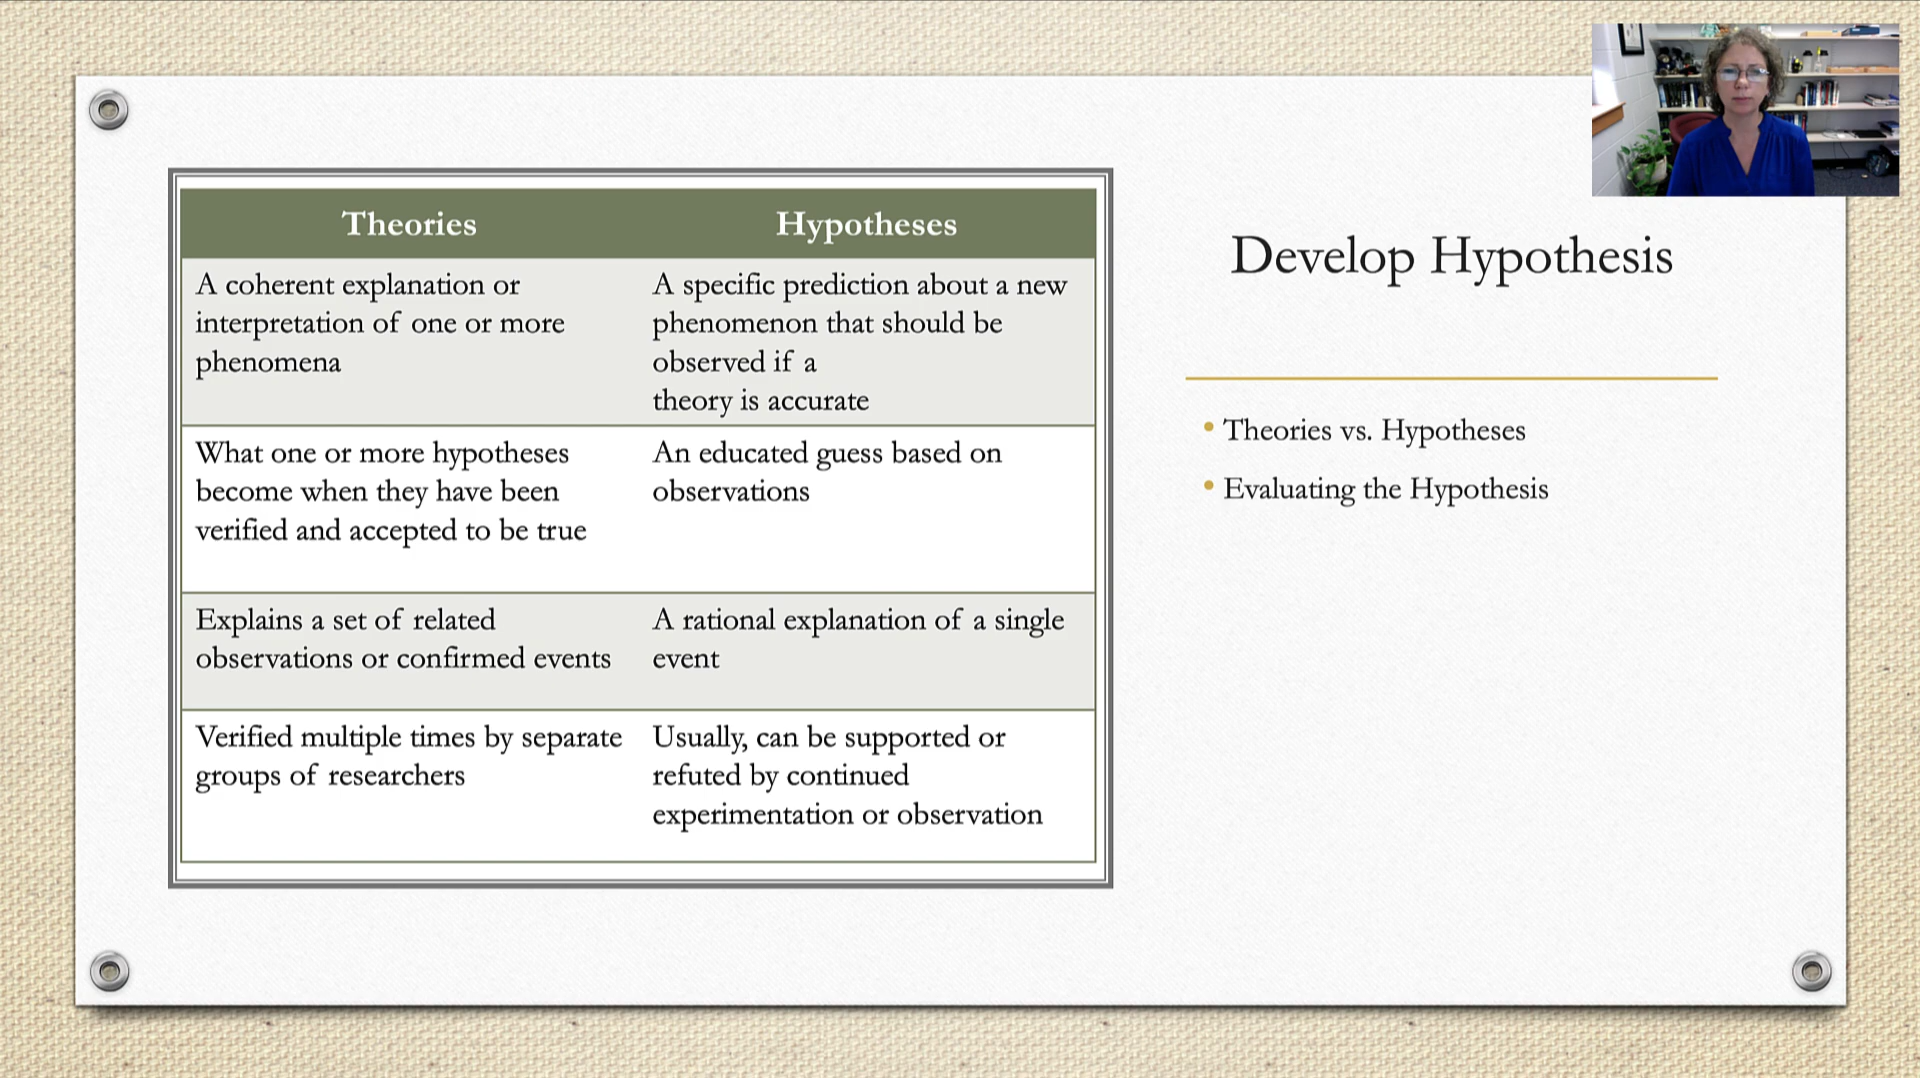 Theories
Hypotheses
A coherent explanation or
interpretation of one or more
phenomena
A specific prediction about a new
phenomenon that should be
observed if a
theory is accurate
What one or more hypotheses
become when they have been
verified and accepted to be true
An educated guess based on
observations
Explains a set of related
observations or confirmed events
A rational explanation of a single
event
Verified multiple times by separate
groups of researchers
Usually, can be supported or
refuted by continued
experimentation or observation
Develop Hypothesis
• Theories vs. Hypotheses
• Evaluating the Hypothesis